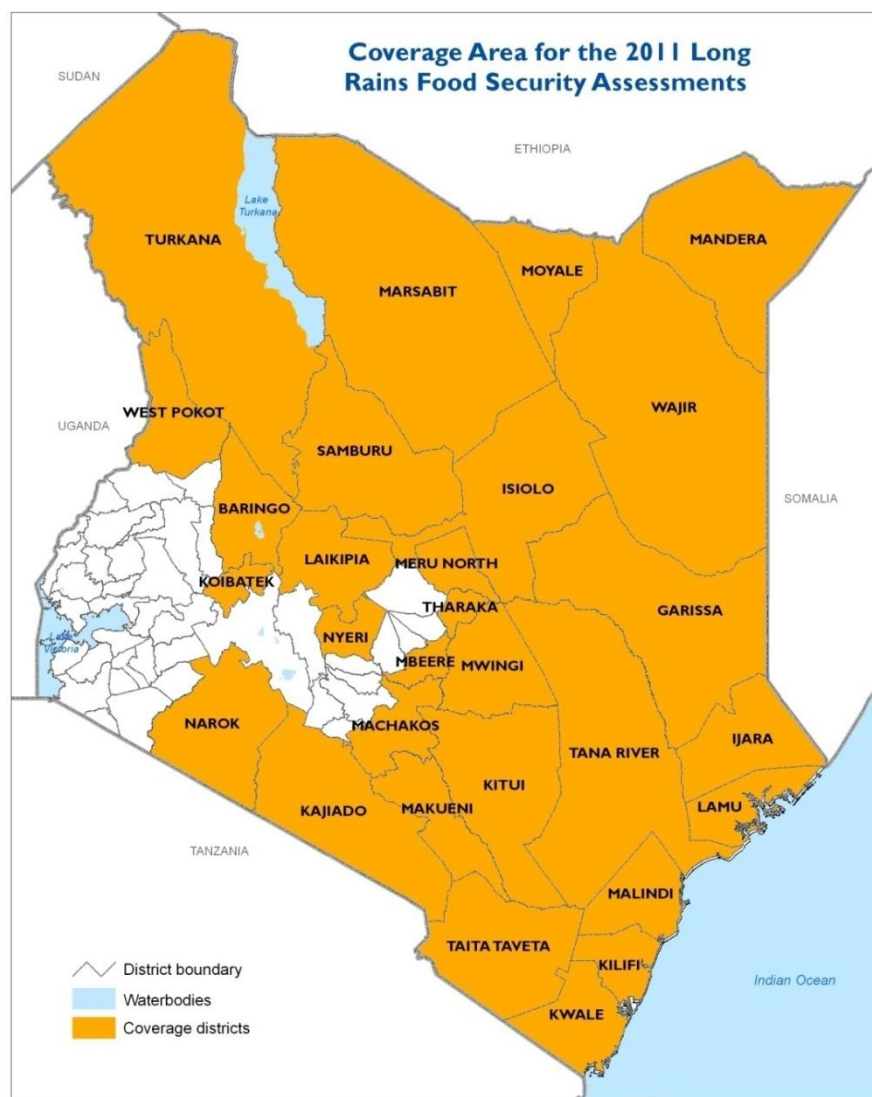 Coverage Area for the 2011 Long
Rains Food Security Assessments
SUDAN
ETHIOPIA
Lake
Turkana
TURKANA
MANDERA
MOYALE
MARSABIT
WEST POKOT
WAJIR
UGANDA
SAMBURU
ISIOLO
SOMALIA
BARINGO
LAIKIPIA
MERU NORTH
KOIBATEK
THARAKA
GARISSA
Lake
Victoria
NYERI
MBEERE
MWINGI
NAROK
MACHAKOS
IJARA
TANA RIVER
KITUI
LAMU
KAJIADO
MAKUENI
TANZANIA
MALINDI
TAITA TAVETA
KILIFI
District boundary
Indian Ocean
Waterbodies
KWALE
Coverage districts